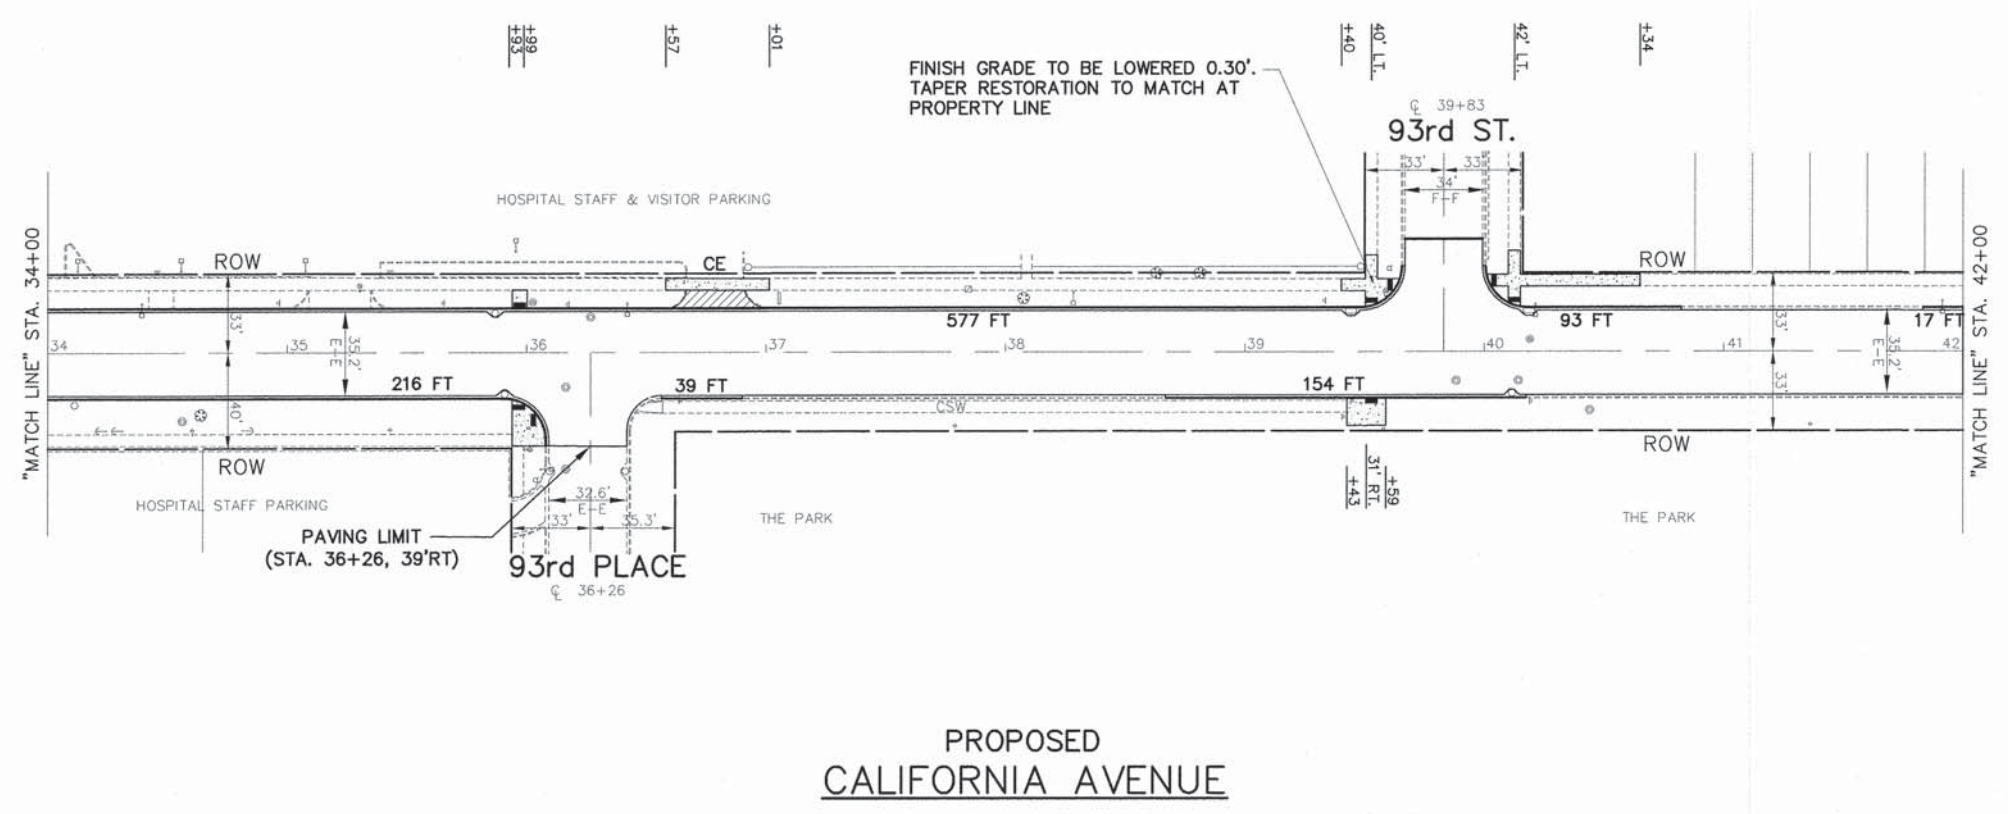 +93
+99
+57
+01
+40
40' LT.
42' LT.
+34
FINISH GRADE TO BE LOWERED 0.30'.
TAPER RESTORATION TO MATCH AT
PROPERTY LINE
℄ 39+83
93rd ST.
33'
33'
34'
F-F
HOSPITAL STAFF & VISITOR PARKING
"MATCH LINE" STA. 34+00
"MATCH LINE" STA. 42+00
ROW
CE
ROW
33'
577 FT
93 FT
33'
17 FT
34
35
35.2'
E-E
36
37
38
39
40
41
35.2'
E-E
42
216 FT
39 FT
154 FT
40'
CSW
33'
ROW
ROW
32.6'
E-E
33'
35.3'
+43
31' RT.
+59
HOSPITAL STAFF PARKING
THE PARK
THE PARK
PAVING LIMIT
(STA. 36+26, 39'RT)
93rd PLACE
℄ 36+26
PROPOSED
CALIFORNIA AVENUE